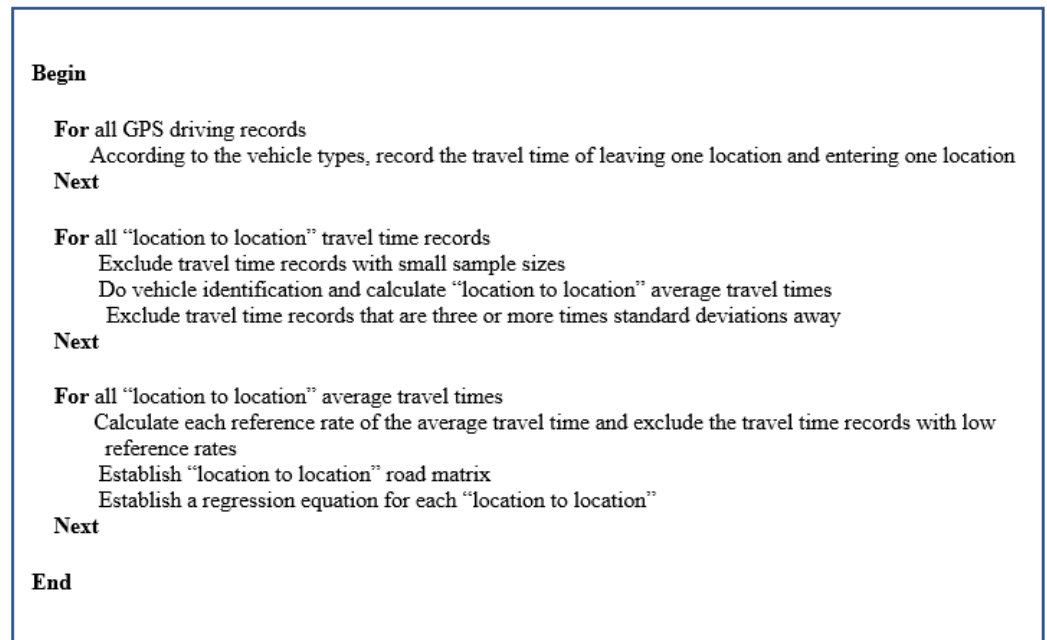 Begin
For all GPS driving records
According to the vehicle types, record the travel time of leaving one location and entering one location
Next
For all “location to location” travel time records
Exclude travel time records with small sample sizes
Do vehicle identification and calculate “location to location” average travel times
Exclude travel time records that are three or more times standard deviations away
Next
For all “location to location” average travel times
Calculate each reference rate of the average travel time and exclude the travel time records with low
reference rates
Establish “location to location” road matrix
Establish a regression equation for each “location to location”
Next
End